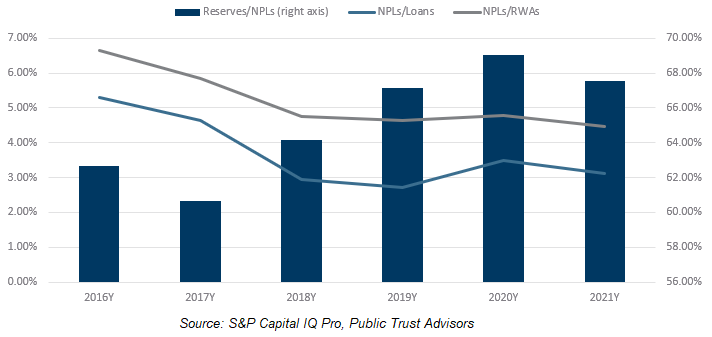 Reserves/NPLs (right axis) NPLs/Loans NPLs/RWAs
7.00% 70.00%
6.00% 68.00%
5.00% 66.00%
4.00% 64.00%
3.00% 62.00%
2.00% 60.00%
1.00% 58.00%
0.00% 56.00%
2016Y 2017Y 2018Y 2019Y 2020Y 2021Y
Source: S&P Capital IQ Pro, Public Trust Advisors